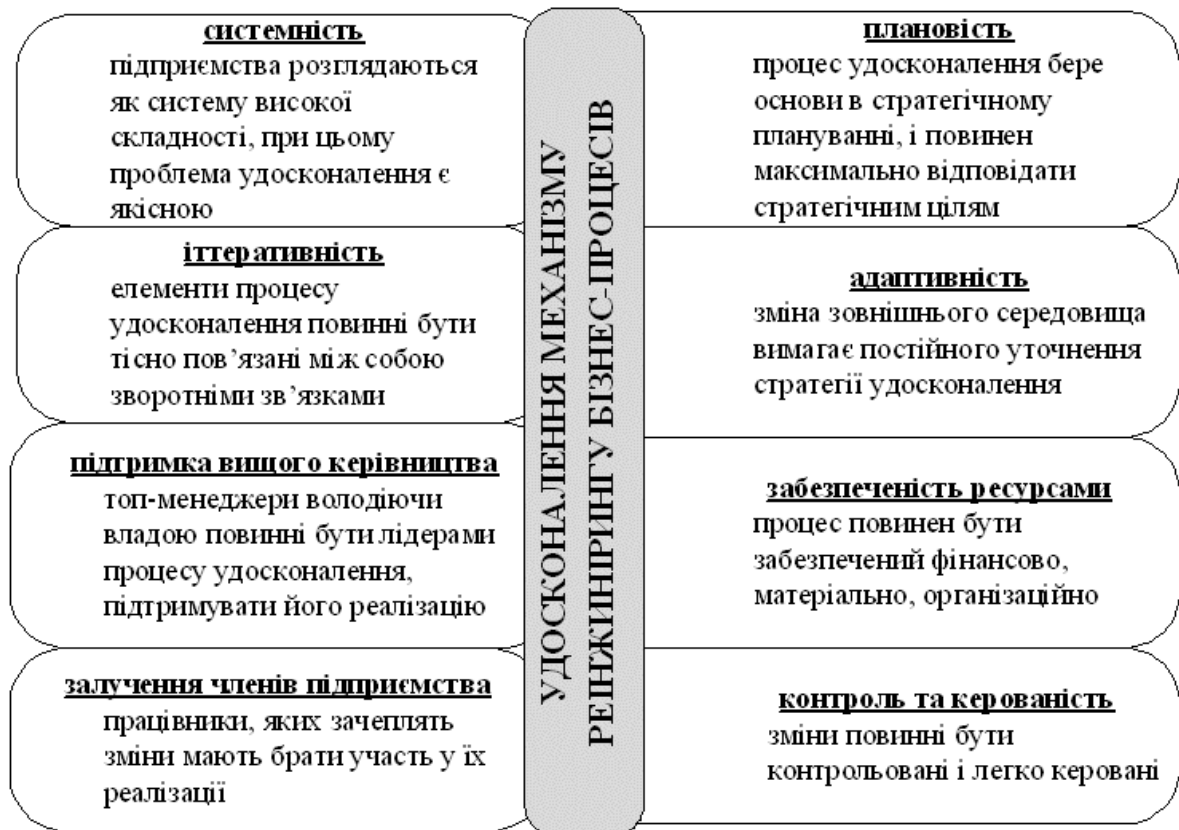 системність
підприємства розглядаються
як систему високої
складності, при цьому
проблема удосконалення є
якісною
іттеративність
елементи процесу
удосконалення повинні бути
тісно пов’язані між собою
зворотніми зв’язками
підтримка вищого керівництва
топ-менеджери володіючи
владою повинні бути лідерами
процесу удосконалення,
підтримувати його реалізацію
залучення членів підприємства
працівники, яких зачеплять
зміни мають брати участь у їх
реалізації
УДОСКОНАЛЕННЯ МЕХАНІЗМУ
РЕІНЖИНІРИНГУ БІЗНЕС-ПРОЦЕСІВ
плановість
процес удосконалення бере
основи в стратегічному
плануванні, і повинен
максимально відповідати
стратегічним цілям
адаптивність
зміна зовнішнього середовища
вимагає постійного уточнення
стратегії удосконалення
забезпеченість ресурсами
процес повинен бути
забезпечений фінансово,
матеріально, організаційно
контроль та керованість
зміни повинні бути
контрольовані і легко керовані